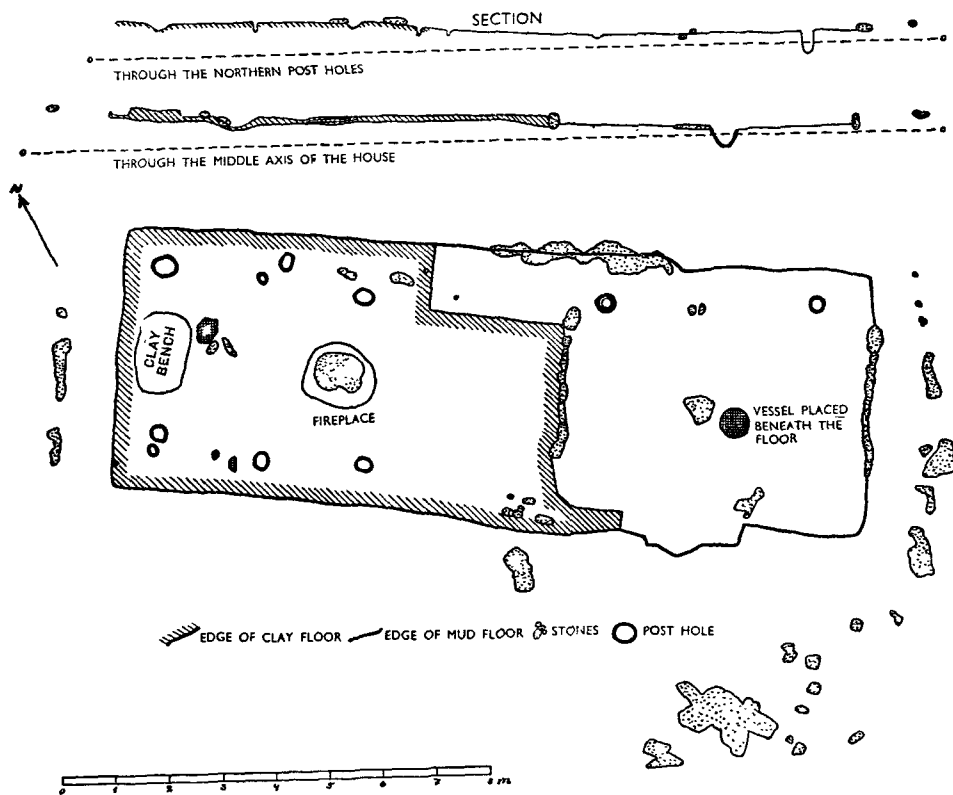 SECTION
THROUGH THE NORTHERN POST HOLES
THROUGH THE MIDDLE AXIS OF THE HOUSE
N
CLAY
BENCH
FIREPLACE
VESSEL PLACED
BENEATH THE
FLOOR
EDGE OF CLAY FLOOR EDGE OF MUD FLOOR STONES POST HOLE
0 1 2 3 4 5 6 7 8 m